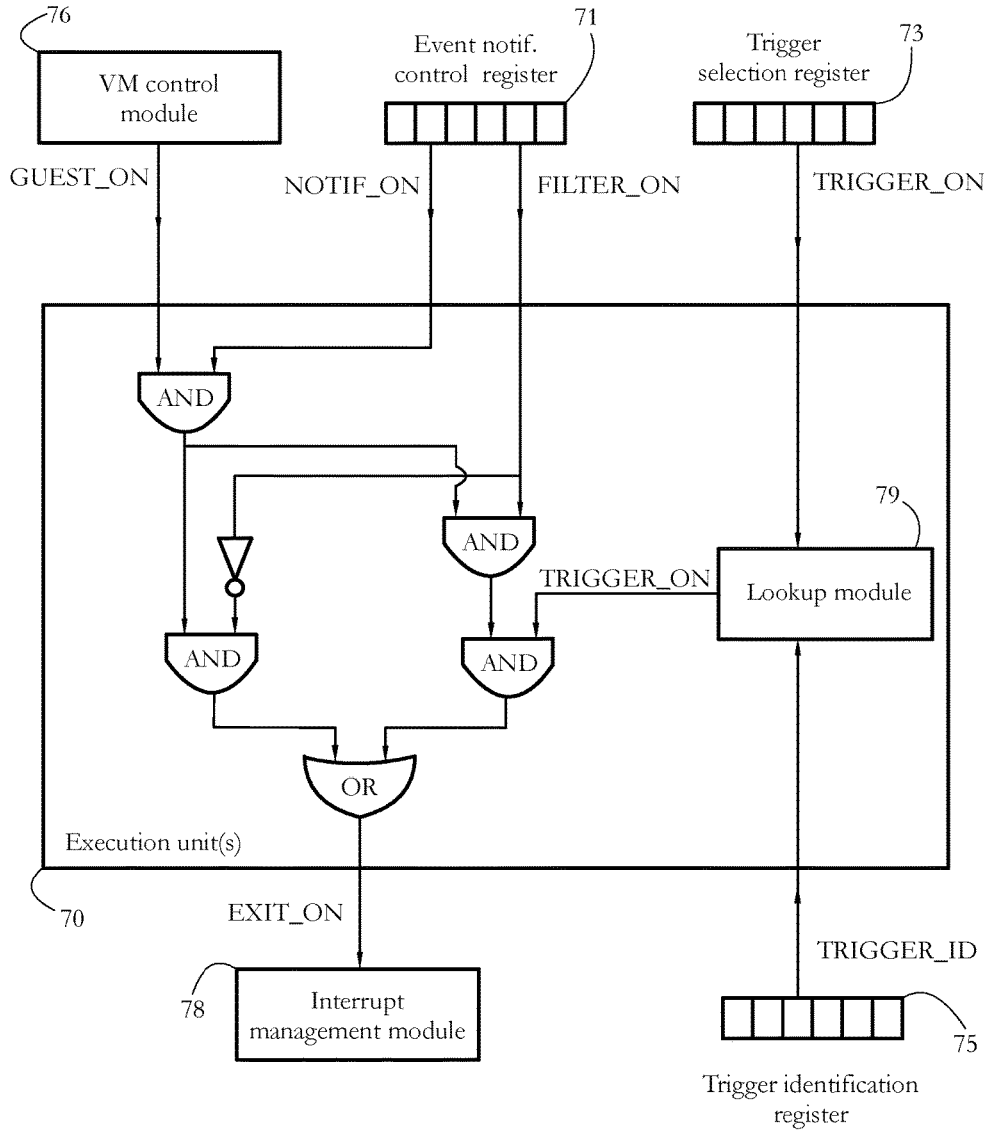 76
71
73
VM control
module
Event notif.
control register
Trigger
selection register
GUEST_ON
NOTIF_ON
FILTER_ON
TRIGGER_ON
AND
79
AND
TRIGGER_ON
Lookup module
AND
AND
OR
Execution unit(s)
70
EXIT_ON
TRIGGER_ID
78
Interrupt
management module
75
Trigger identification
register